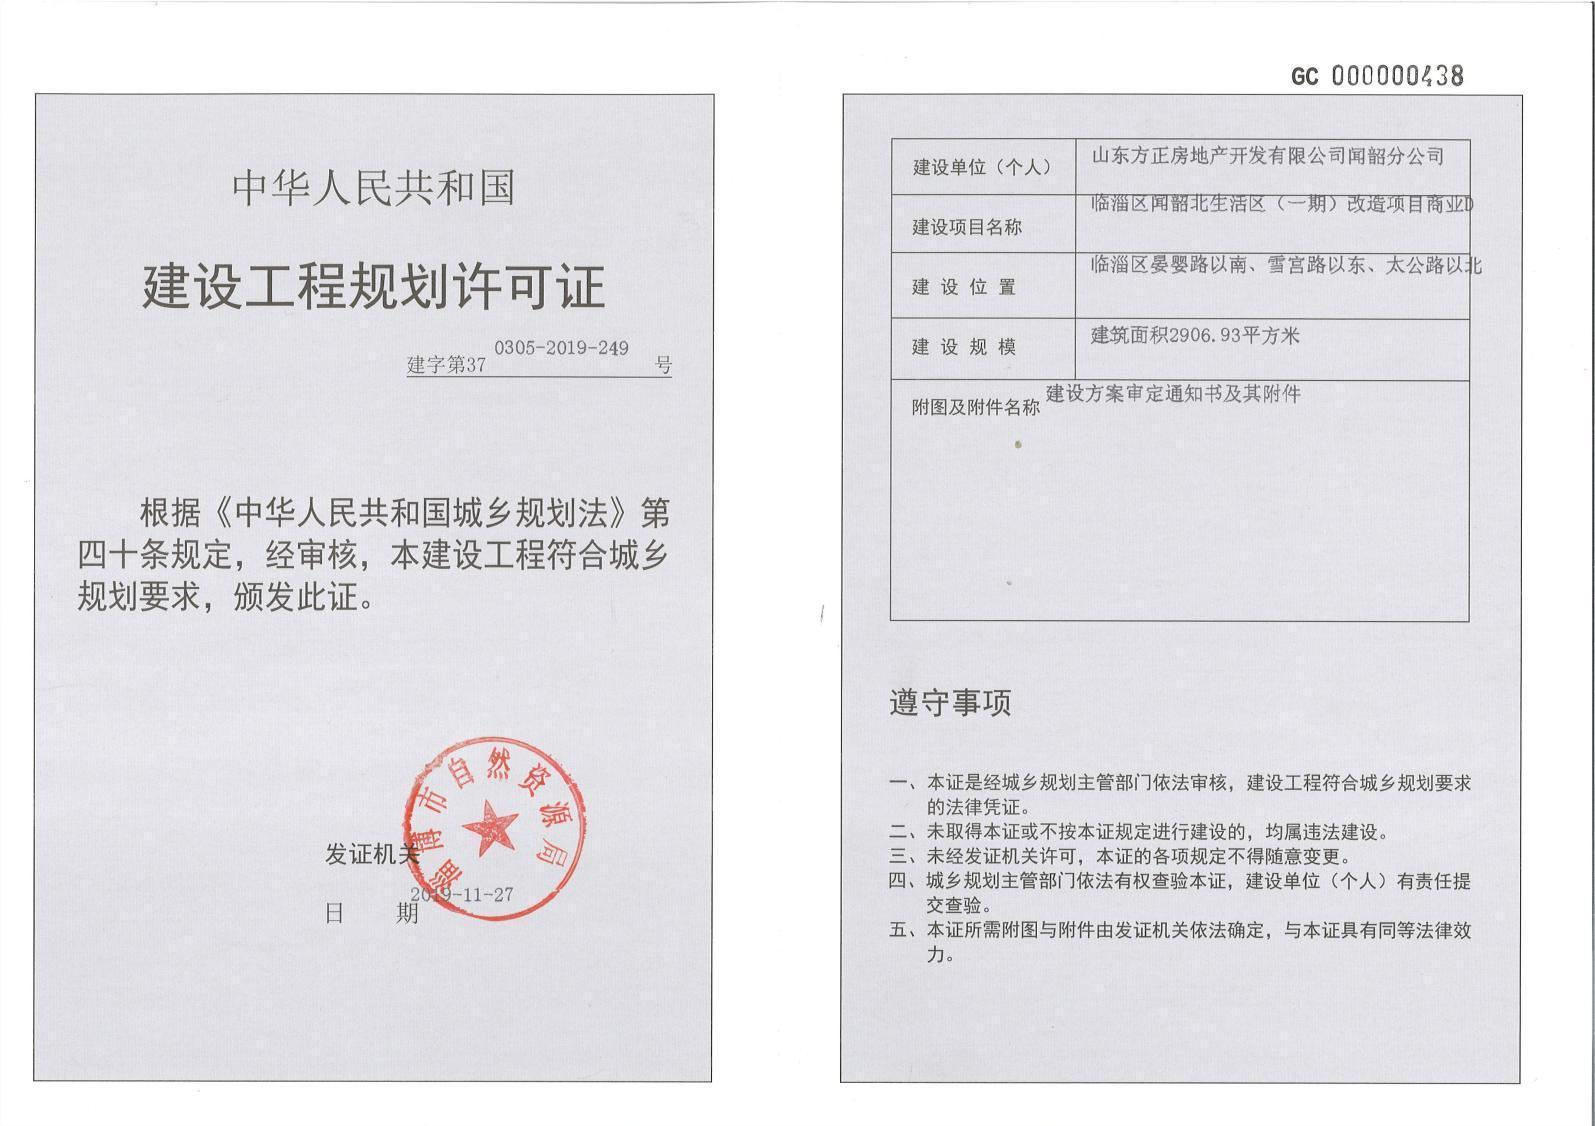 中华人民共和国
建设工程规划许可证
0305-2019-249
建字第37 号
根据《中华人民共和国城乡规划法》第
四十条规定，经审核，本建设工程符合城乡
规划要求，颁发此证。
淄博市自然资源局
发证机关
2019-11-27
日 期
GC 000000438
建设单位（个人） 山东方正房地产开发有限公司闻韶分公司
建设项目名称 临淄区闻韶北生活区（一期）改造项目商业D
建设位置 临淄区晏婴路以南、雪宫路以东、太公路以北
建设规模 建筑面积2906.93平方米
附图及附件名称 建设方案审定通知书及其附件
遵守事项
一、本证是经城乡规划主管部门依法审核，建设工程符合城乡规划要求
的法律凭证。
二、未取得本证或不按本证规定进行建设的，均属违法建设。
三、未经发证机关许可，本证的各项规定不得随意变更。
四、城乡规划主管部门依法有权查验本证，建设单位（个人）有责任提
交查验。
五、本证所需附图与附件由发证机关依法确定，与本证具有同等法律效
力。